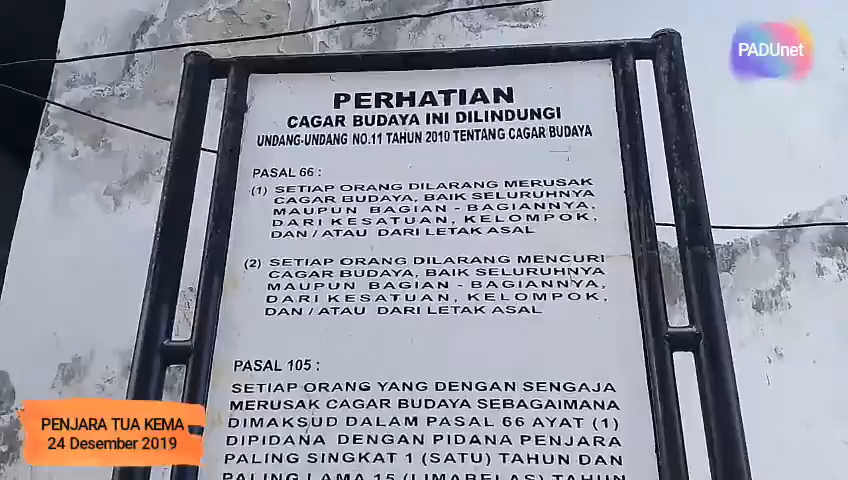 PADUnet
PERHATIAN
CAGAR BUDAYA INI DILINDUNGI
UNDANG-UNDANG NO.11 TAHUN 2010 TENTANG CAGAR BUDAYA
PASAL 66 :
(1) SETIAP ORANG DILARANG MERUSAK
CAGAR BUDAYA, BAIK SELURUHNYA
MAUPUN BAGIAN - BAGIANNYA,
DARI KESATUAN, KELOMPOK,
DAN / ATAU DARI LETAK ASAL
(2) SETIAP ORANG DILARANG MENCURI
CAGAR BUDAYA, BAIK SELURUHNYA
MAUPUN BAGIAN - BAGIANNYA,
DARI KESATUAN, KELOMPOK,
DAN / ATAU DARI LETAK ASAL
PASAL 105 :
SETIAP ORANG YANG DENGAN SENGAJA
MERUSAK CAGAR BUDAYA SEBAGAIMANA
DIMAKSUD DALAM PASAL 66 AYAT (1)
DIPIDANA DENGAN PIDANA PENJARA
PALING SINGKAT 1 (SATU) TAHUN DAN
PALING LAMA 15 (LIMABELAS) TAHUN
PENJARA TUA KEMA
24 Desember 2019